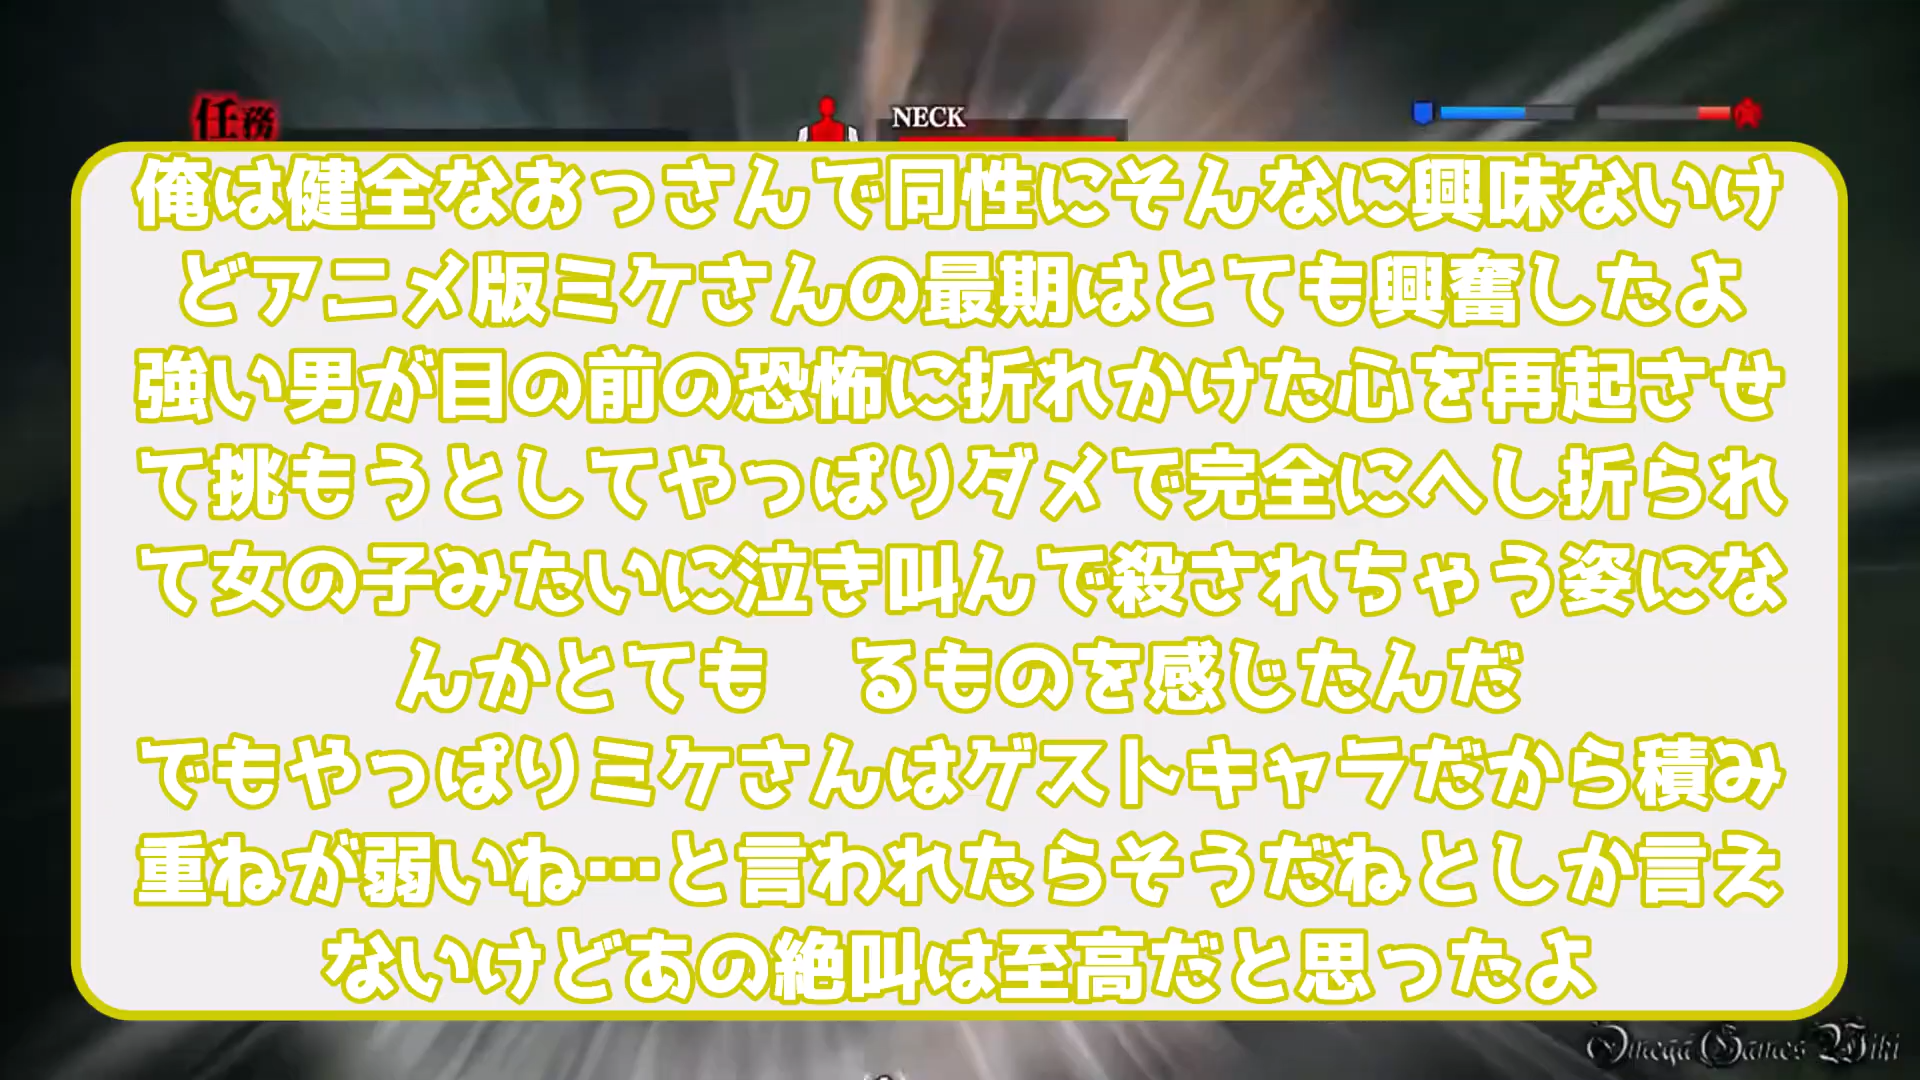 任務
NECK
俺は健全なおっさんで同性にそんなに興味ないけ
どアニメ版ミケさんの最期はとても興奮したよ
強い男が目の前の恐怖に折れかけた心を再起させ
て挑もうとしてやっぱりダメで完全にへし折られ
て女の子みたいに泣き叫んで殺されちゃう姿にな
んかとても　るものを感じたんだ
でもやっぱりミケさんはゲストキャラだから積み
重ねが弱いね…と言われたらそうだねとしか言え
ないけどあの絶叫は至高だと思ったよ
Omega Games Wiki